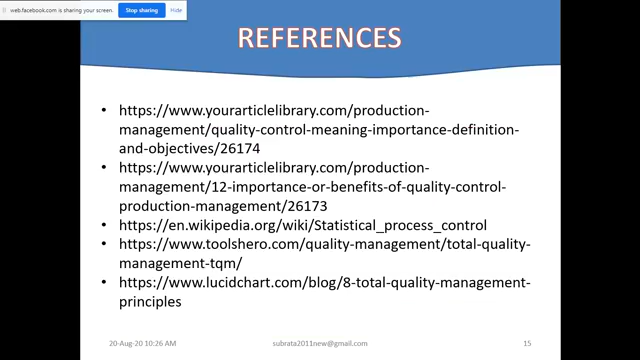 web.facebook.com is sharing your screen. Stop sharing Hide
REFERENCES
• https://www.yourarticlelibrary.com/production-
management/quality-control-meaning-importance-definition-
and-objectives/26174
• https://www.yourarticlelibrary.com/production-
management/12-importance-or-benefits-of-quality-control-
production-management/26173
• https://en.wikipedia.org/wiki/Statistical_process_control
• https://www.toolshero.com/quality-management/total-quality-
management-tqm/
• https://www.lucidchart.com/blog/8-total-quality-management-
principles
20-Aug-20 10:26 AM subrata2011new@gmail.com 15